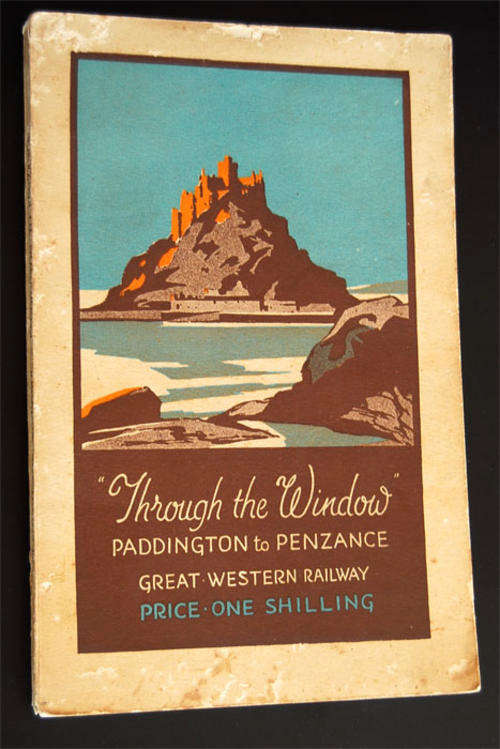 "Through the Window"
PADDINGTON to PENZANCE
GREAT·WESTERN RAILWAY
PRICE·ONE SHILLING